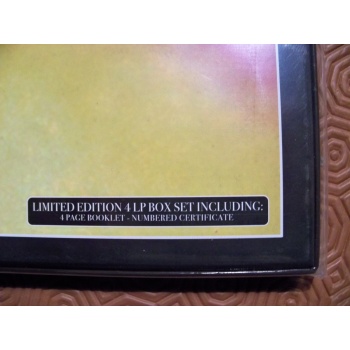 LIMITED EDITION 4 LP BOX SET INCLUDING:
4 PAGE BOOKLET - NUMBERED CERTIFICATE